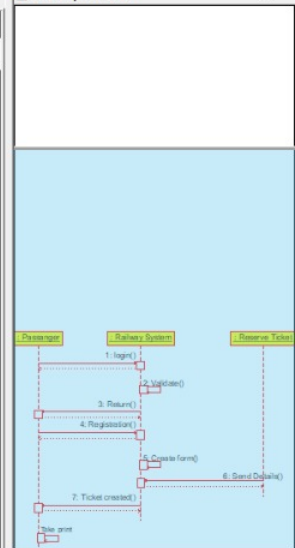 : Passanger
: Railway System
: Reserve Ticket
1: login()
2: Validate()
3: Return()
4: Registration()
5: Create form()
6: Send Details()
7: Ticket created()
Take print